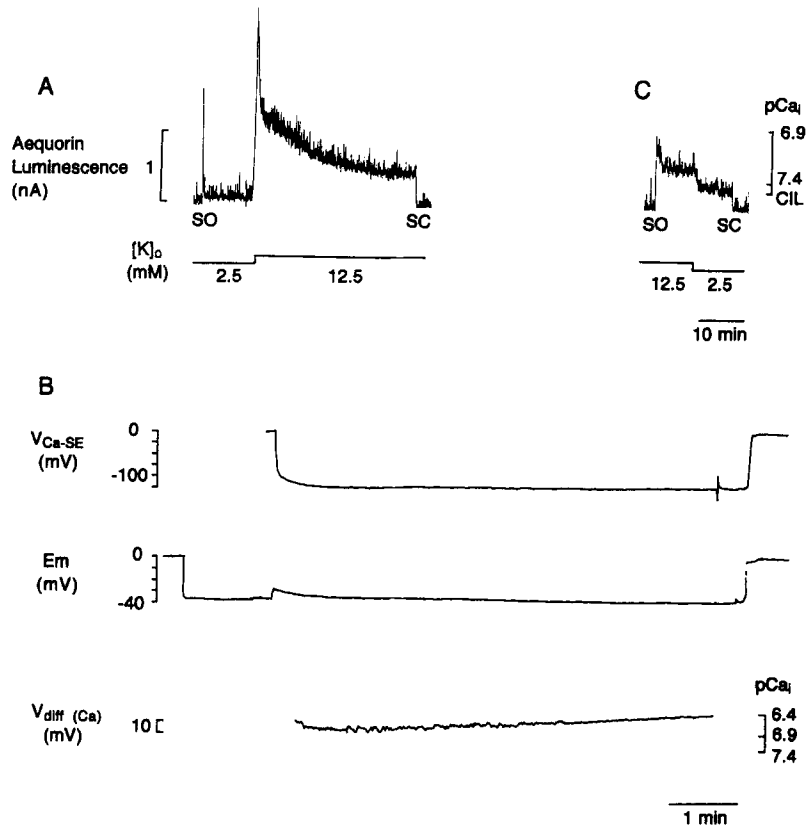 A
C
pCai
6.9
7.4
CIL
Aequorin
Luminescence
(nA)
1
SO
SC
SO
SC
[K]o
(mM)
2.5
12.5
12.5
2.5
10 min
B
VCa-SE
(mV)
0
-100
Em
(mV)
0
-40
Vdiff (Ca)
(mV)
10
pCai
6.4
6.9
7.4
1 min